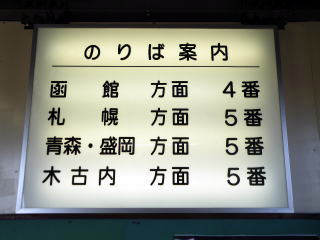 のりば案内
函館 方面 4番
札幌 方面 5番
青森・盛岡 方面 5番
木古内 方面 5番